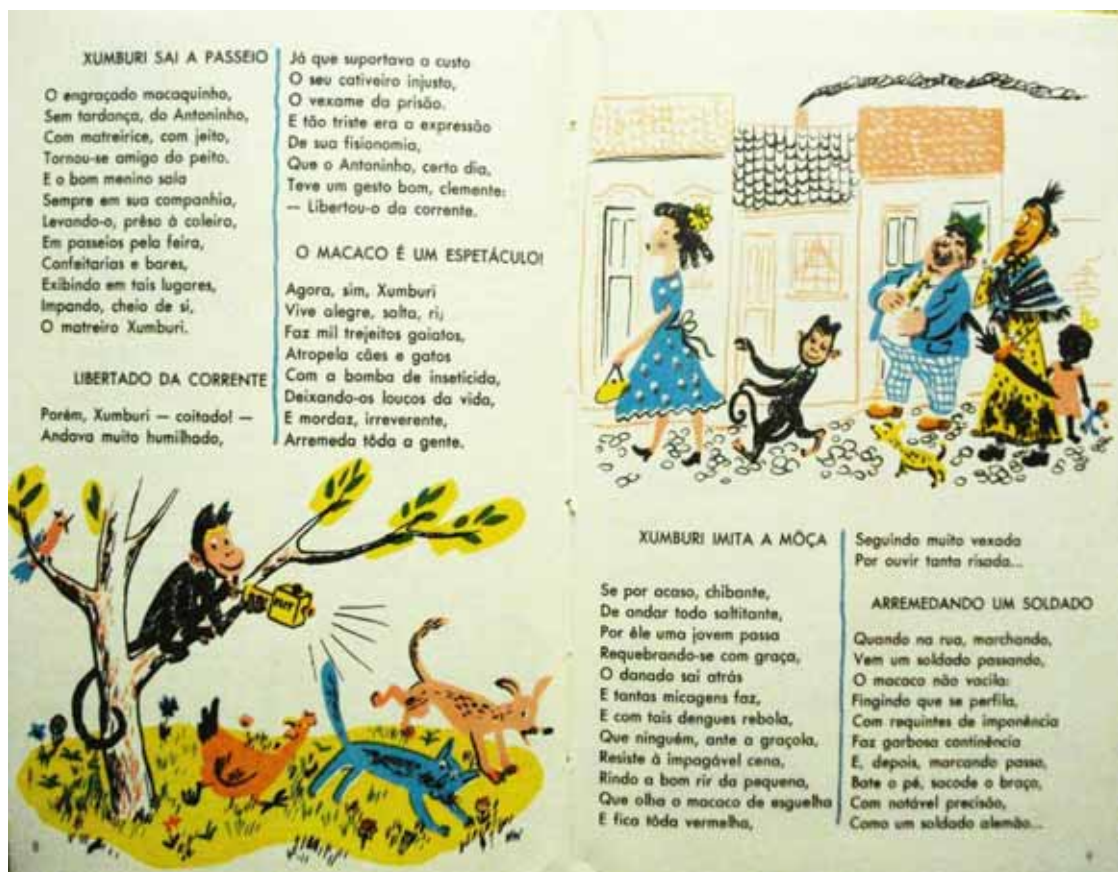 XUMBURI SAI A PASSEIO
O engraçado macaquinho,
Sem tardança, do Antoninho,
Com matreirice, com jeito,
Tornou-se amigo do peito.
E o bom menino saía
Sempre em sua companhia,
Levando-o, prêso à coleira,
Em passeios pela feira,
Confeitarias e bares,
Exibindo em tais lugares,
Impando, cheio de si,
O matreiro Xumburi.
LIBERTADO DA CORRENTE
Porém, Xumburi — coitado! —
Andava muito humilhado,
Já que suportava a custo
O seu cativeiro injusto,
O vexame da prisão.
E tão triste era a expressão
De sua fisionomia,
Que o Antoninho, certo dia,
Teve um gesto bom, clemente:
— Libertou-o da corrente.
O MACACO É UM ESPETÁCULO!
Agora, sim, Xumburi
Vive alegre, salta, ri;
Faz mil trejeitos gaiatos,
Atropela cães e gatos
Com a bomba de inseticida,
Deixando-os loucos da vida,
E mordaz, irreverente,
Arremeda tôda a gente.
FLIT
8
XUMBURI IMITA A MÔÇA
Se por acaso, chibante,
De andar todo saltitante,
Por êle uma jovem passa
Requebrando-se com graça,
O danado sai atrás
E tantas micagens faz,
E com tais dengues rebola,
Que ninguém, ante a graçola,
Resiste à impagável cena,
Rindo a bom rir da pequena,
Que olha o macaco de esguelha
E fica tôda vermelha,
Seguindo muito vexada
Por ouvir tanta risada...
ARREMEDANDO UM SOLDADO
Quando na rua, marchando,
Vem um soldado passando,
O macaco não vacila:
Fingindo que se perfila,
Com requintes de imponência
Faz garbosa continência
E, depois, marcando passo,
Bate o pé, sacode o braço,
Com notável precisão,
Como um soldado alemão...